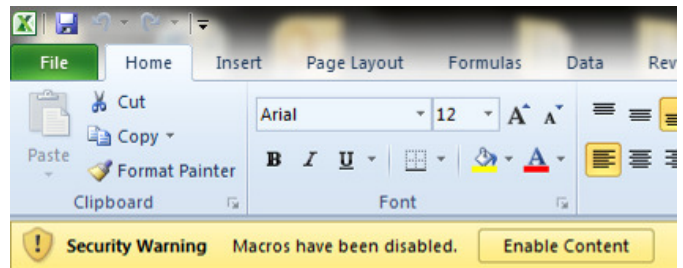 File Home Insert Page Layout Formulas Data Rev
Cut
Arial 12 A A
Copy
Paste
Format Painter
B I U A
Clipboard Font
Security Warning Macros have been disabled. Enable Content